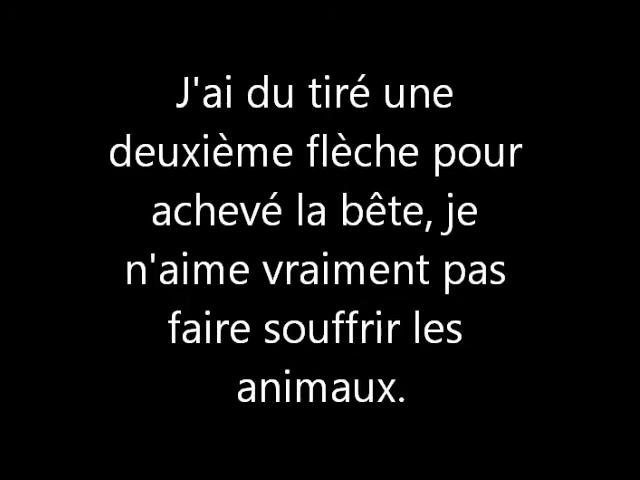 J'ai du tiré une
deuxième flèche pour
achevé la bête, je
n'aime vraiment pas
faire souffrir les
animaux.